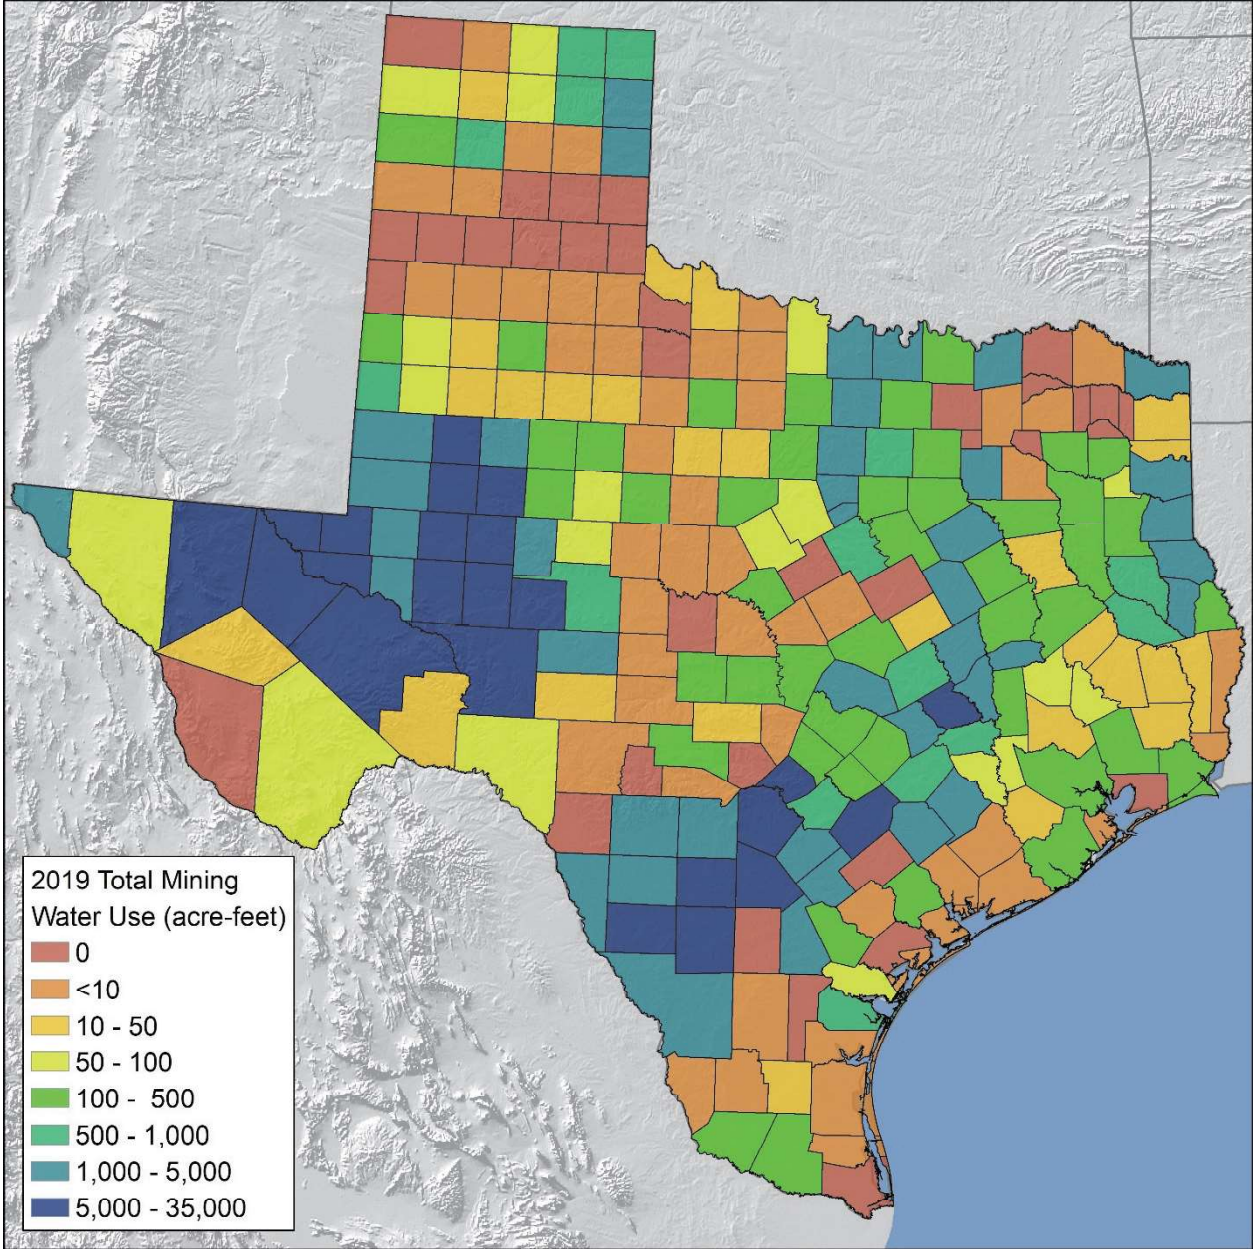 2019 Total Mining
Water Use (acre-feet)
0
<10
10 - 50
50 - 100
100 - 500
500 - 1,000
1,000 - 5,000
5,000 - 35,000